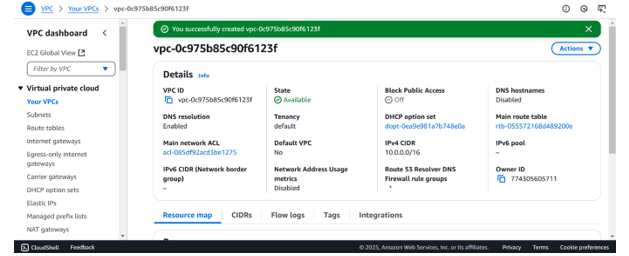 VPC > Your VPCs > vpc-0c975b85c90f6123f
VPC dashboard
EC2 Global View
Filter by VPC
Virtual private cloud
Your VPCs
Subnets
Route tables
Internet gateways
Egress-only internet
gateways
Carrier gateways
DHCP option sets
Elastic IPs
Managed prefix lists
NAT gateways
You successfully created vpc-0c975b85c90f6123f
vpc-0c975b85c90f6123f
Actions
Details Info
VPC ID
vpc-0c975b85c90f6123f
State
Available
Block Public Access
Off
DNS hostnames
Disabled
DNS resolution
Enabled
Tenancy
default
DHCP option set
dopt-0ea9e981a7b748e0a
Main route table
rtb-055572168d489200e
Main network ACL
acl-085df92acd3be1275
Default VPC
No
IPv4 CIDR
10.0.0.0/16
IPv6 pool
–
IPv6 CIDR (Network border
group)
–
Network Address Usage
metrics
Disabled
Route 53 Resolver DNS
Firewall rule groups
Owner ID
774305605711
Resource map
CIDRs
Flow logs
Tags
Integrations
CloudShell
Feedback
© 2025, Amazon Web Services, Inc. or its affiliates.
Privacy
Terms
Cookie preferences